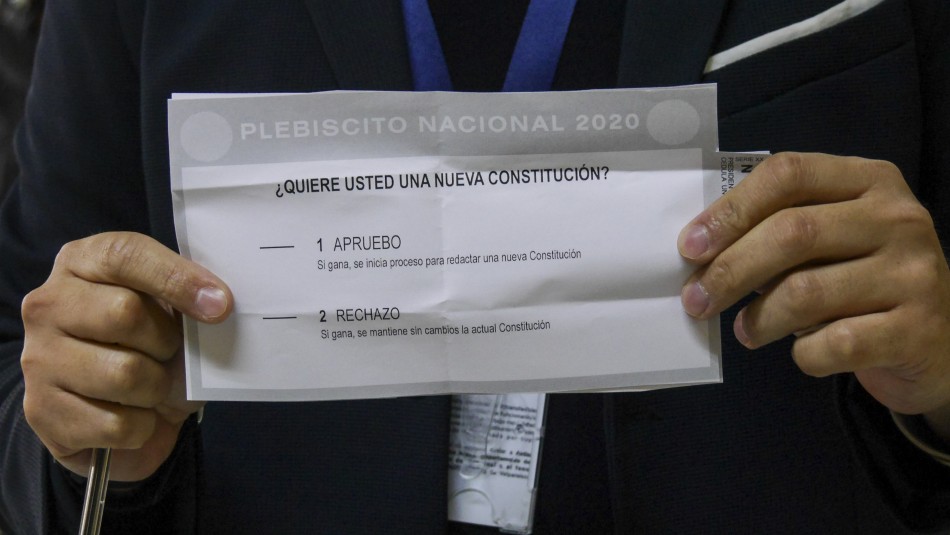 PLEBISCITO NACIONAL 2020
¿QUIERE USTED UNA NUEVA CONSTITUCIÓN?
1 APRUEBO
Si gana, se inicia proceso para redactar una nueva Constitución
2 RECHAZO
Si gana, se mantiene sin cambios la actual Constitución